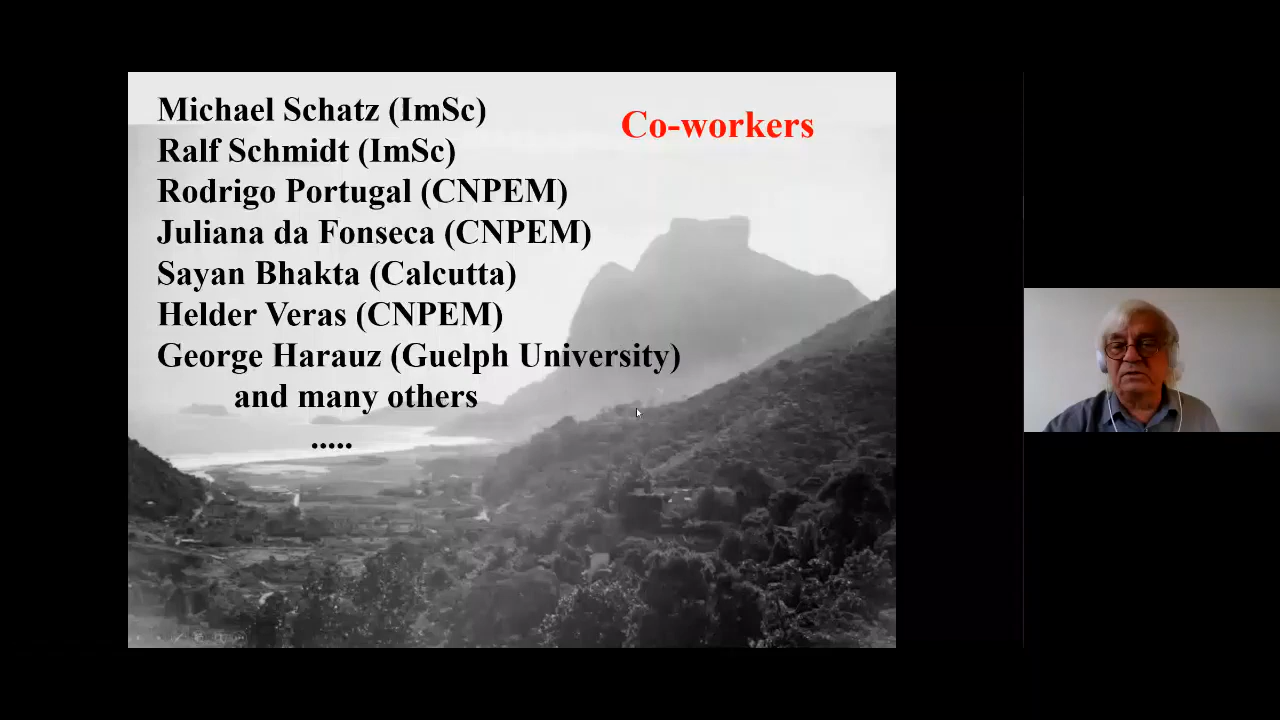 Michael Schatz (ImSc)
Co-workers
Ralf Schmidt (ImSc)
Rodrigo Portugal (CNPEM)
Juliana da Fonseca (CNPEM)
Sayan Bhakta (Calcutta)
Helder Veras (CNPEM)
George Harauz (Guelph University)
and many others
.....